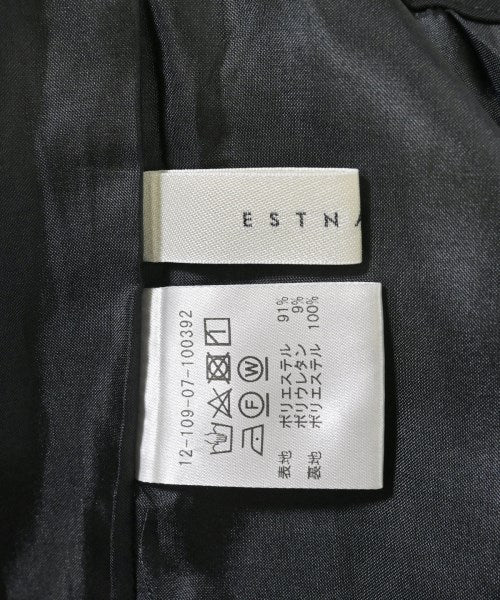 ESTNA
12-109-07-100392
F W
表地 ポリエステル 91%
ポリウレタン 9%
裏地 ポリエステル 100%